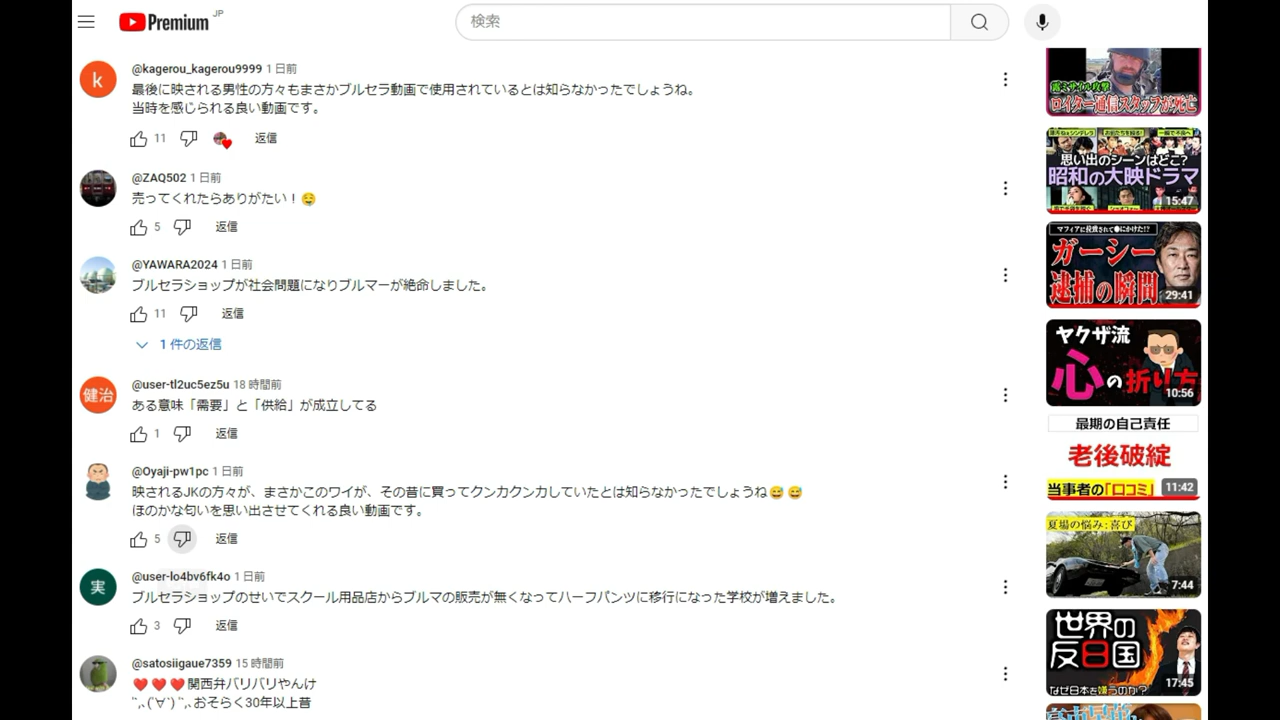 Premium JP
検索
k
@kagerou_kagerou9999 1 日前
最後に映される男性の方々もまさかブルセラ動画で使用されているとは知らなかったでしょうね。
当時を感じられる良い動画です。
11
返信
@ZAQ502 1 日前
売ってくれたらありがたい！🤤
5
返信
@YAWARA2024 1 日前
ブルセラショップが社会問題になりブルマーが絶命しました。
11
返信
1 件の返信
健治
@user-tl2uc5ez5u 18 時間前
ある意味「需要」と「供給」が成立してる
1
返信
@Oyaji-pw1pc 1 日前
映されるJKの方々が、まさかこのワイが、その昔に買ってクンカクンカしていたとは知らなかったでしょうね😅 😅
ほのかな匂いを思い出させてくれる良い動画です。
5
返信
実
@user-lo4bv6fk4o 1 日前
ブルセラショップのせいでスクール用品店からブルマの販売が無くなってハーフパンツに移行になった学校が増えました。
3
返信
@satosiigaue7359 15 時間前
❤️ ❤️ ❤️関西弁バリバリやんけ
おそらく30年以上昔
露ミサイル攻撃
ロイター通信スタッフが死亡
思い出のシーンはどこ?
昭和の大映ドラマ
15:47
ガーシー
逮捕の瞬間
29:41
ヤクザ流
心の折り方
10:56
最期の自己責任
老後破綻
当事者の「口コミ」
11:42
夏場の悩み:喜び
7:44
世界の
反日国
なぜ日本を嫌うのか?
17:45